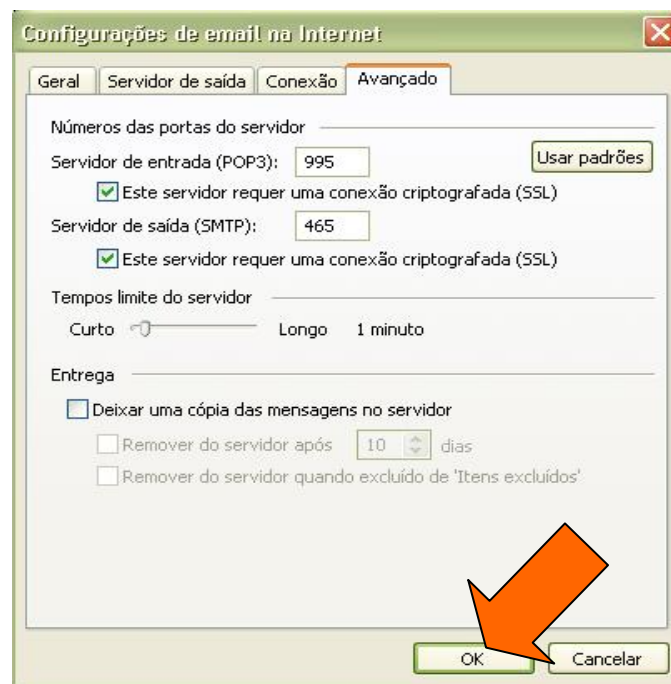 Configurações de email na Internet
Geral Servidor de saída Conexão Avançado
Números das portas do servidor
Servidor de entrada (POP3): 995 Usar padrões
Este servidor requer uma conexão criptografada (SSL)
Servidor de saída (SMTP): 465
Este servidor requer uma conexão criptografada (SSL)
Tempos limite do servidor
Curto Longo 1 minuto
Entrega
Deixar uma cópia das mensagens no servidor
Remover do servidor após 10 dias
Remover do servidor quando excluído de 'Itens excluídos'
OK Cancelar